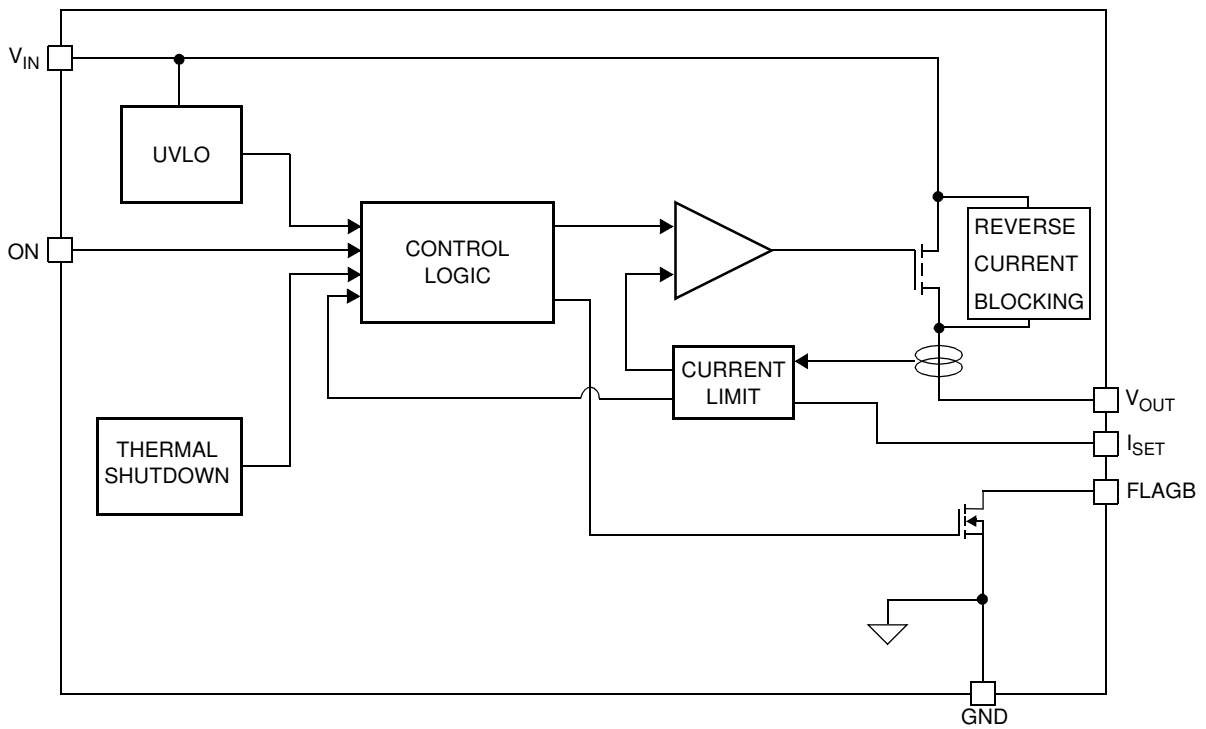 VIN
UVLO
ON
CONTROL
LOGIC
REVERSE
CURRENT
BLOCKING
CURRENT
LIMIT
VOUT
ISET
THERMAL
SHUTDOWN
FLAGB
GND